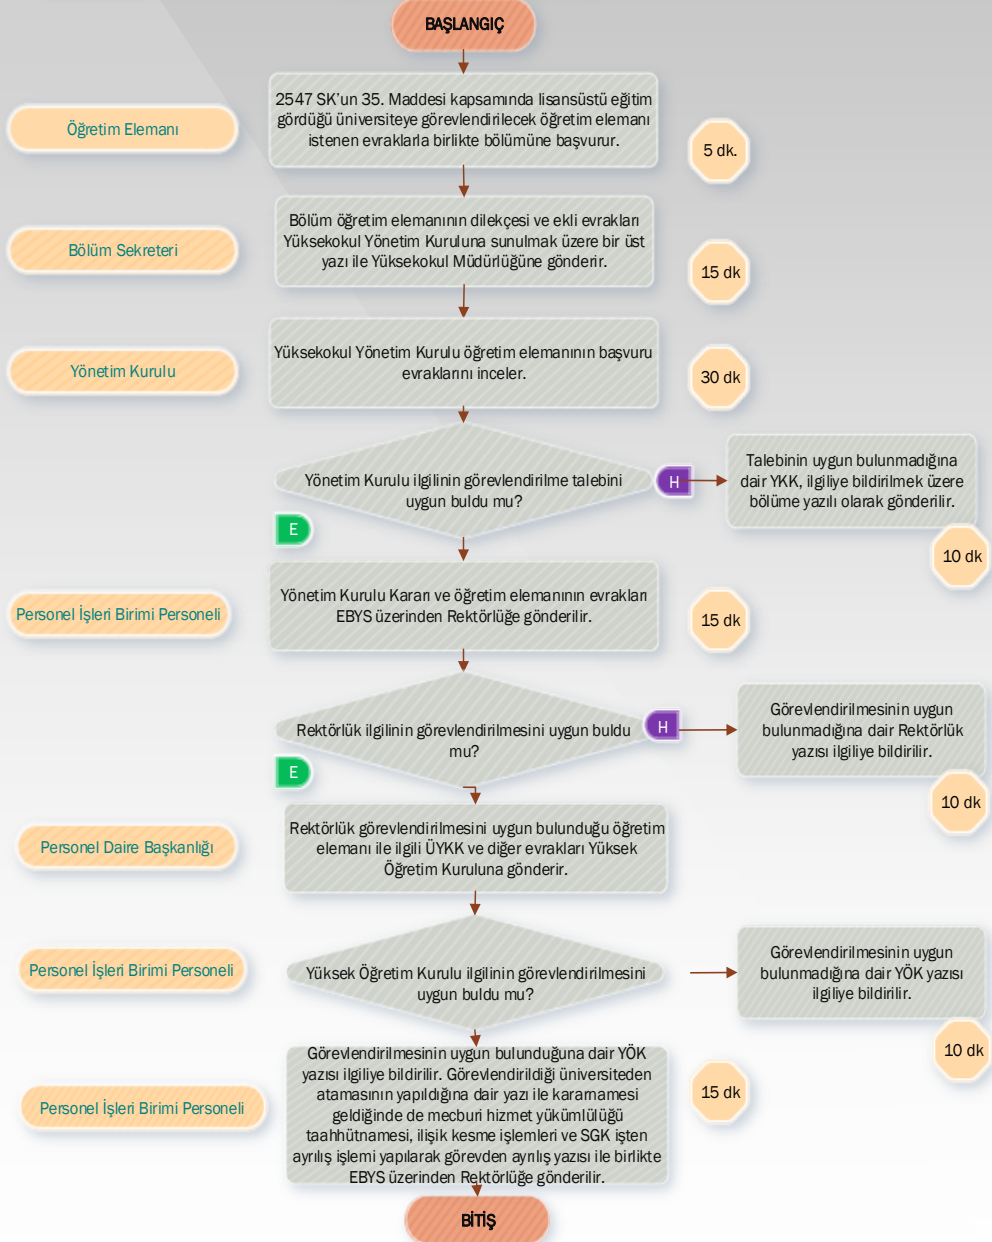 BAŞLANGIÇ
Öğretim Elemanı
2547 SK'un 35. Maddesi kapsamında lisansüstü eğitim
gördüğü üniversiteye görevlendirilecek öğretim elemanı
istenen evraklarla birlikte bölümüne başvurur.
5 dk.
Bölüm Sekreteri
Bölüm öğretim elemanının dilekçesi ve ekli evrakları
Yüksekokul Yönetim Kuruluna sunulmak üzere bir üst
yazı ile Yüksekokul Müdürlüğüne gönderir.
15 dk
Yönetim Kurulu
Yüksekokul Yönetim Kurulu öğretim elemanının başvuru
evraklarını inceler.
30 dk
Yönetim Kurulu ilgilinin görevlendirilme talebini
uygun buldu mu?
H
Talebinin uygun bulunmadığına
dair YKK, ilgiliye bildirilmek üzere
bölüme yazılı olarak gönderilir.
10 dk
E
Personel İşleri Birimi Personeli
Yönetim Kurulu Kararı ve öğretim elemanının evrakları
EBYS üzerinden Rektörlüğe gönderilir.
15 dk
Rektörlük ilgilinin görevlendirilmesini uygun buldu
mu?
H
Görevlendirilmesinin uygun
bulunmadığına dair Rektörlük
yazısı ilgiliye bildirilir.
10 dk
E
Personel Daire Başkanlığı
Rektörlük görevlendirilmesini uygun bulunduğu öğretim
elemanı ile ilgili ÜYKK ve diğer evrakları Yüksek
Öğretim Kuruluna gönderir.
Personel İşleri Birimi Personeli
Yüksek Öğretim Kurulu ilgilinin görevlendirilmesini
uygun buldu mu?
Görevlendirilmesinin uygun
bulunmadığına dair YÖK yazısı
ilgiliye bildirilir.
10 dk
Personel İşleri Birimi Personeli
Görevlendirilmesinin uygun bulunduğuna dair YÖK
yazısı ilgiliye bildirilir. Görevlendirildiği üniversiteden
atamasının yapıldığına dair yazı ile kararnamesi
geldiğinde de mecburi hizmet yükümlülüğü
taahhütnamesi, ilişik kesme işlemleri ve SGK işten
ayrılış işlemi yapılarak görevden ayrılış yazısı ile birlikte
EBYS üzerinden Rektörlüğe gönderilir.
15 dk
BİTİŞ